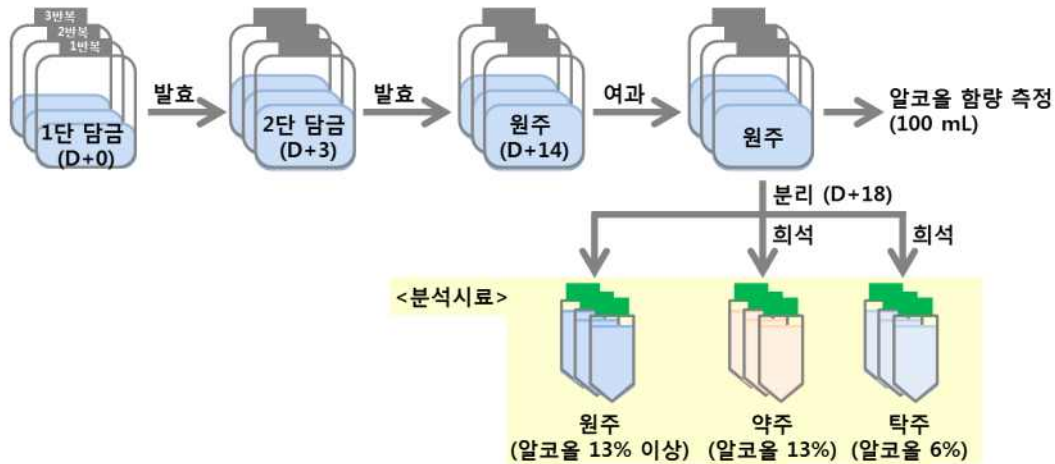 3반복
2반복
1반복
1단 담금
(D+0)
발효
2단 담금
(D+3)
발효
원주
(D+14)
여과
원주
알코올 함량 측정
(100 mL)
분리 (D+18)
희석
희석
<분석시료>
원주
(알코올 13% 이상)
약주
(알코올 13%)
탁주
(알코올 6%)